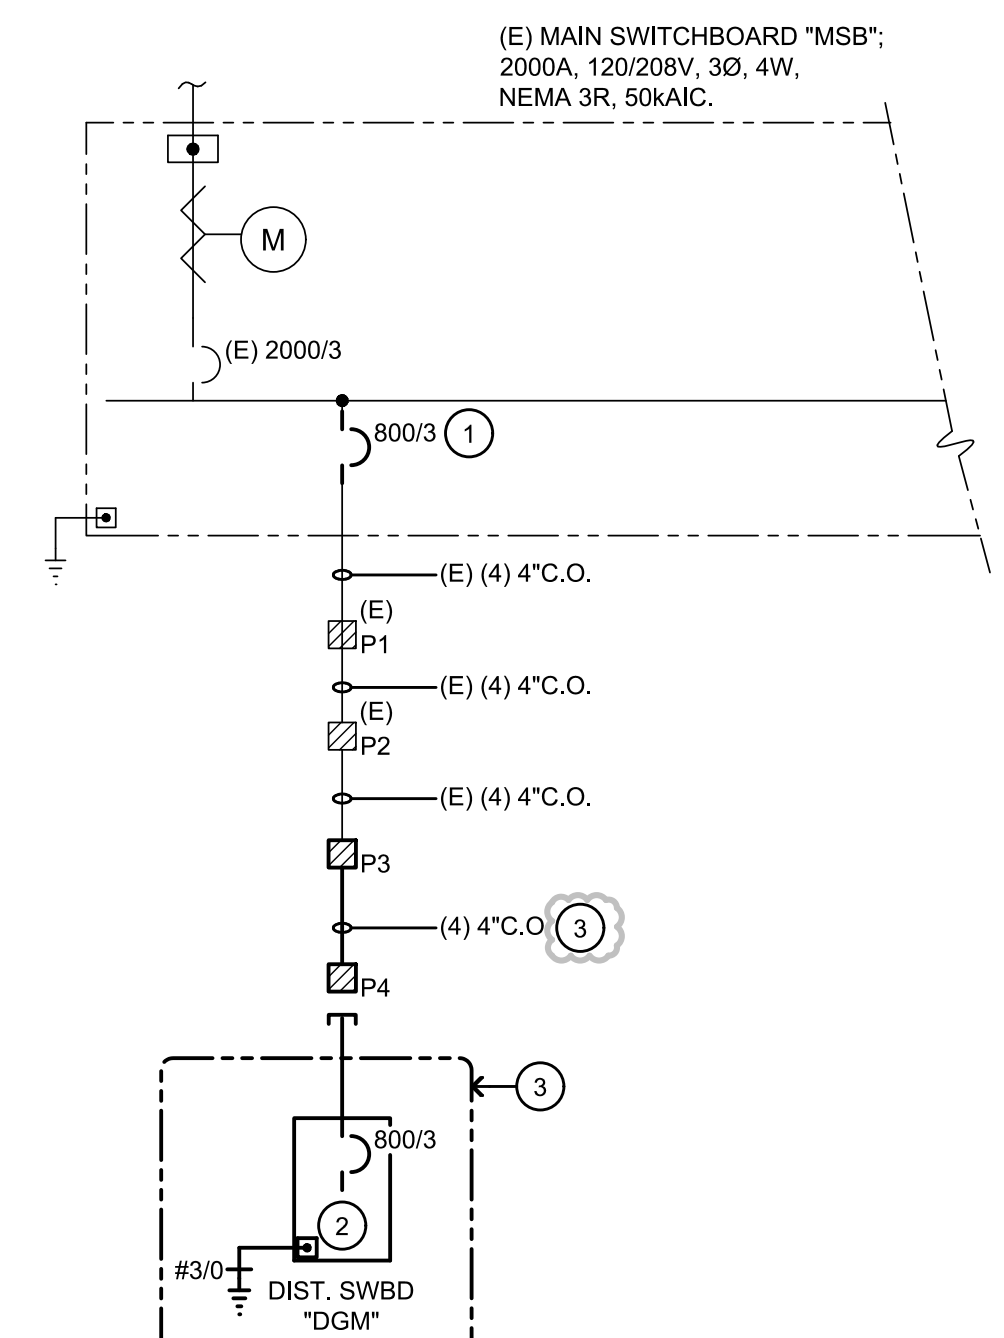 (E) MAIN SWITCHBOARD "MSB";
2000A, 120/208V, 3Ø, 4W,
NEMA 3R, 50kAIC.
M
(E) 2000/3
800/3 1
(E) (4) 4"C.O.
(E)
P1
(E) (4) 4"C.O.
(E)
P2
(E) (4) 4"C.O.
P3
(4) 4"C.O 3
P4
3
800/3
2
#3/0
DIST. SWBD
"DGM"